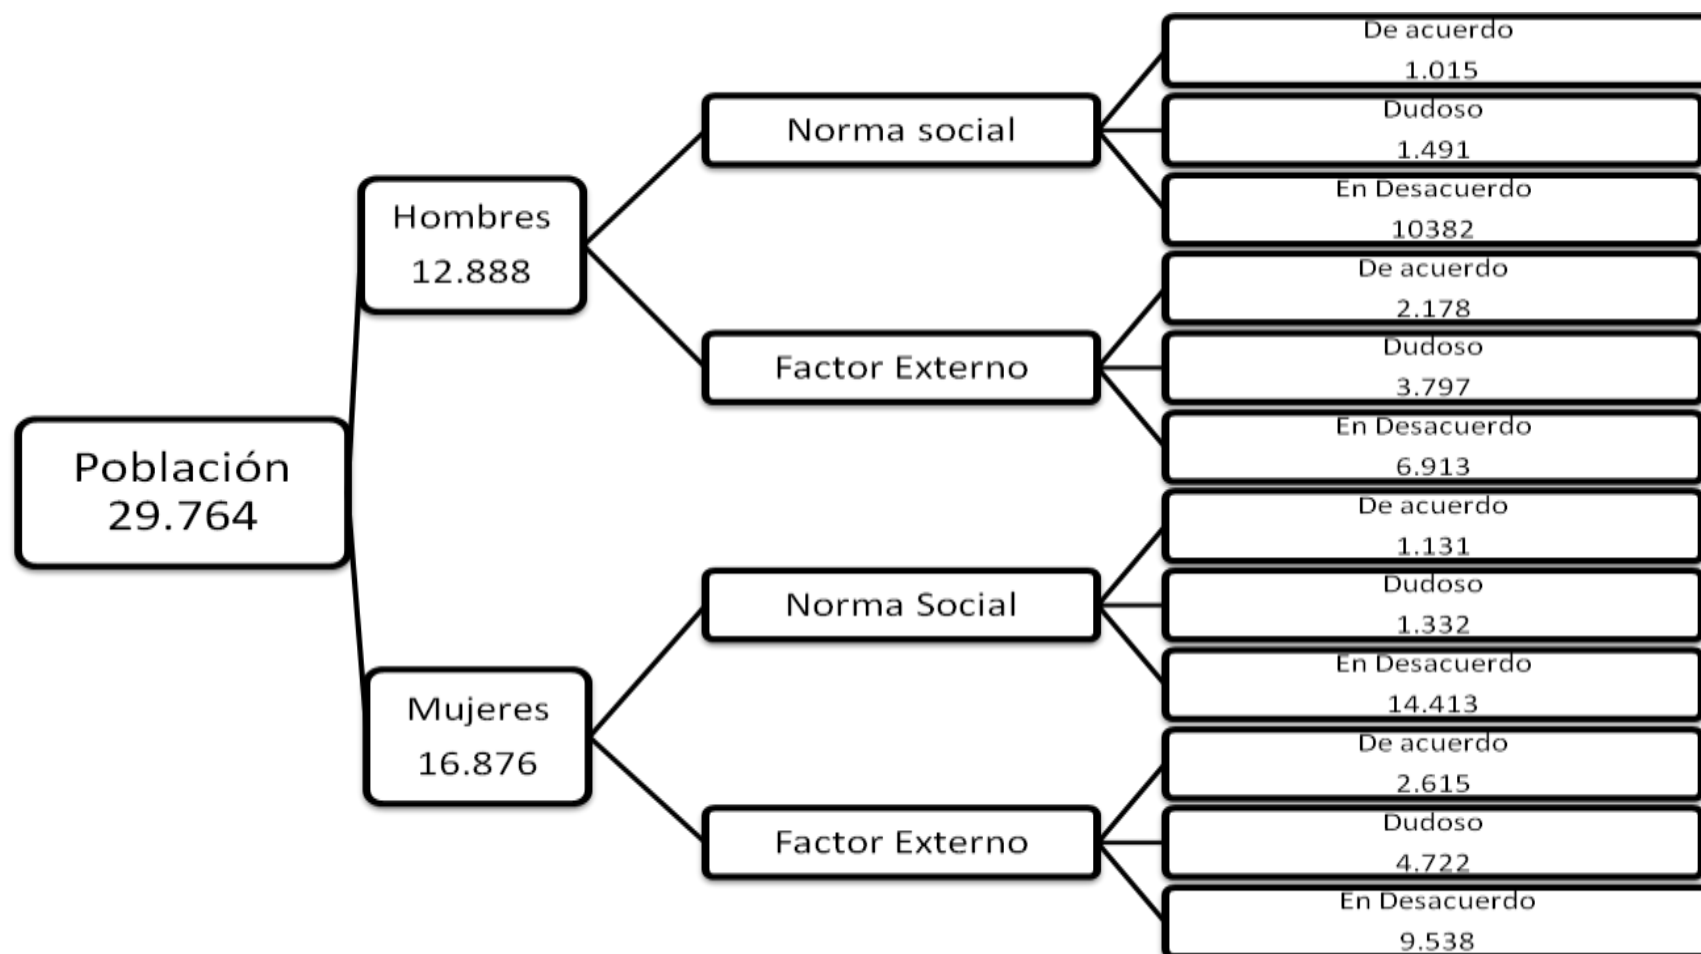 Población
29.764
Hombres
12.888
Norma social
De acuerdo
1.015
Dudoso
1.491
En Desacuerdo
10382
Factor Externo
De acuerdo
2.178
Dudoso
3.797
En Desacuerdo
6.913
Mujeres
16.876
Norma Social
De acuerdo
1.131
Dudoso
1.332
En Desacuerdo
14.413
Factor Externo
De acuerdo
2.615
Dudoso
4.722
En Desacuerdo
9.538